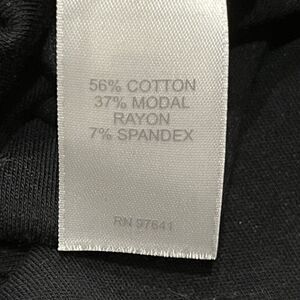 56% COTTON
37% MODAL
RAYON
7% SPANDEX
RN 97641